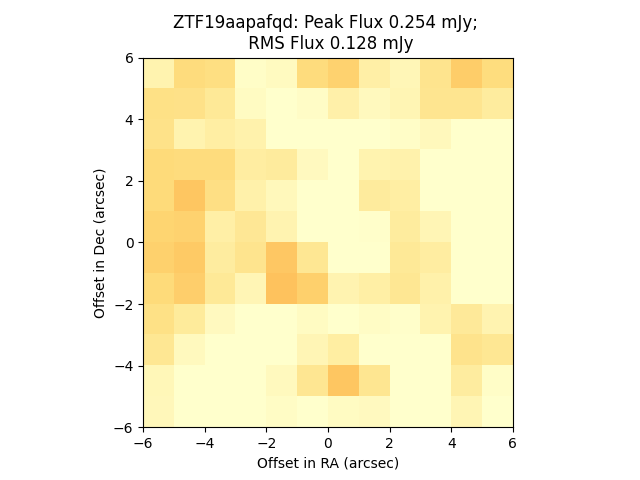 ZTF19aapafqd: Peak Flux 0.254 mJy;
RMS Flux 0.128 mJy
6
4
2
0
−2
−4
−6
Offset in Dec (arcsec)
−6 −4 −2 0 2 4 6
Offset in RA (arcsec)